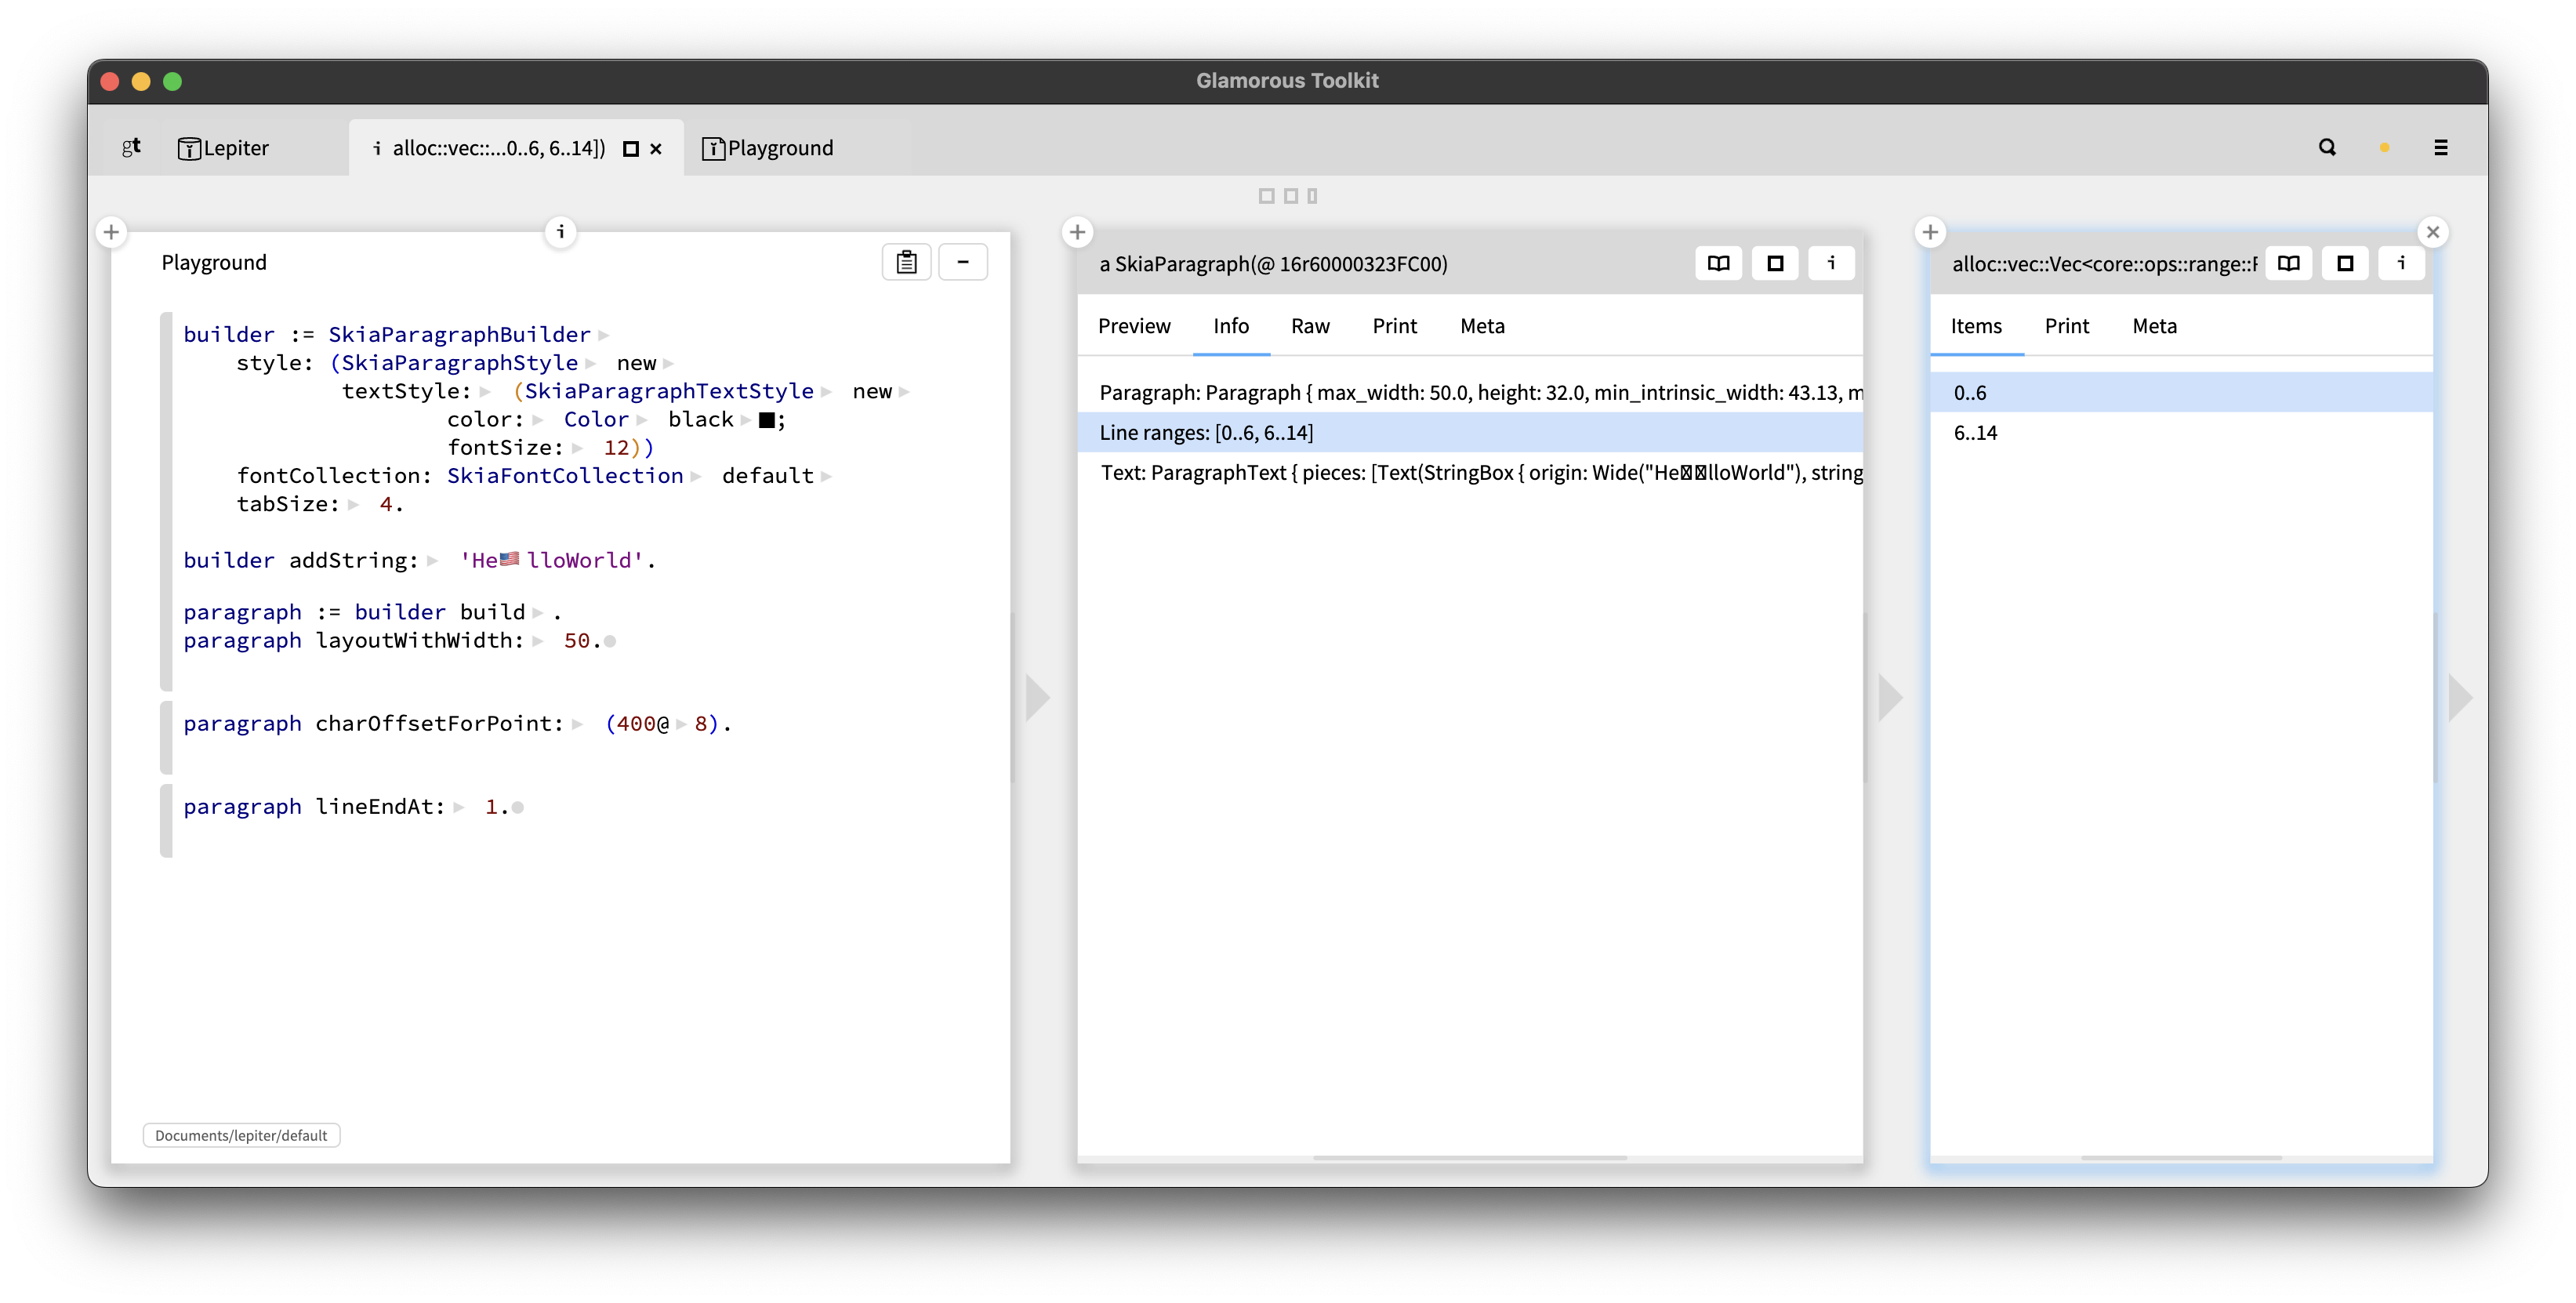 Glamorous Toolkit
gt Lepiter i alloc::vec::...0..6, 6..14]) Playground
Playground
builder := SkiaParagraphBuilder
style: (SkiaParagraphStyle new
textStyle: (SkiaParagraphTextStyle new
color: Color black ;
fontSize: 12))
fontCollection: SkiaFontCollection default
tabSize: 4.
builder addString: 'He🇺🇸lloWorld'.
paragraph := builder build .
paragraph layoutWithWidth: 50.
paragraph charOffsetForPoint: (400@ 8).
paragraph lineEndAt: 1.
Documents/lepiter/default
a SkiaParagraph(@ 16r60000323FC00)
Preview Info Raw Print Meta
Paragraph: Paragraph { max_width: 50.0, height: 32.0, min_intrinsic_width: 43.13, m
Line ranges: [0..6, 6..14]
Text: ParagraphText { pieces: [Text(StringBox { origin: Wide("He🇺🇸lloWorld"), string
alloc::vec::Vec<core::ops::range::R
Items Print Meta
0..6
6..14